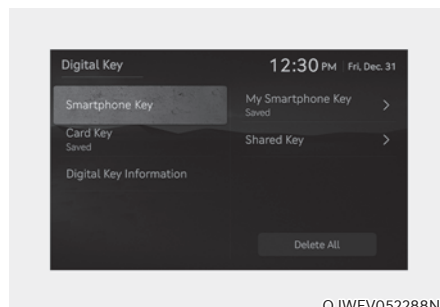 Digital Key
12:30 PM Fri, Dec. 31
Smartphone Key
My Smartphone Key
Saved
Card Key
Saved
Shared Key
Digital Key Information
Delete All
OJWEV052288N